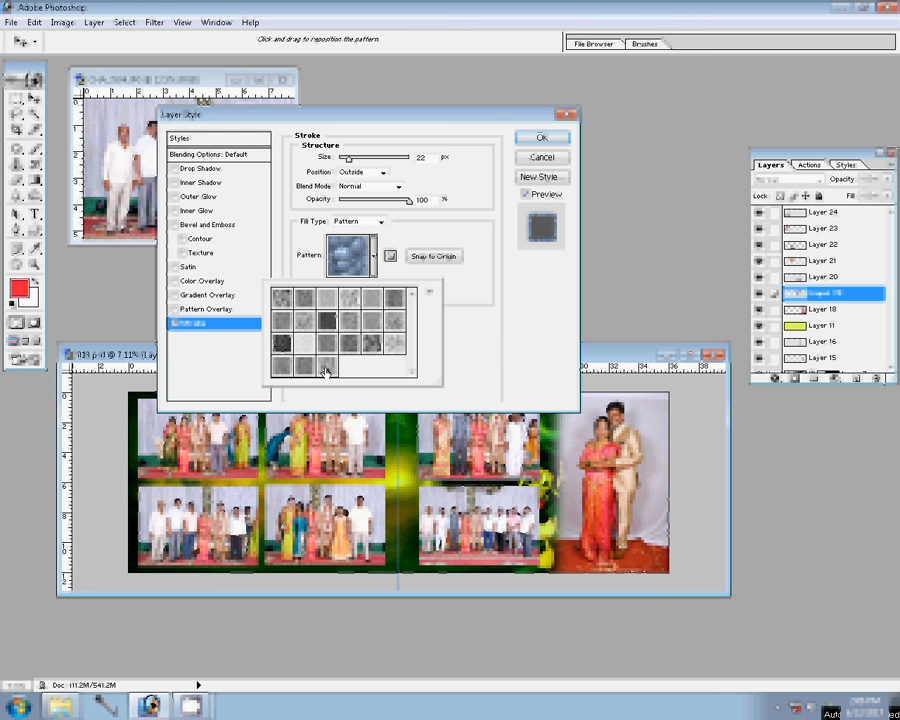 Adobe Photoshop
File Edit Image Layer Select Filter View Window Help
Click and drag to reposition the pattern.
File Browser Brushes
Layer Style
Styles
Blending Options: Default
Drop Shadow
Inner Shadow
Outer Glow
Inner Glow
Bevel and Emboss
Contour
Texture
Satin
Color Overlay
Gradient Overlay
Pattern Overlay
Stroke
Structure
Size 22 px
Position Outside
Blend Mode Normal
Opacity 100 %
Fill Type Pattern
Pattern
Snap to Origin
OK
Cancel
New Style...
Preview
Layers Actions Styles
Opacity
Lock: Fill
Layer 24
Layer 23
Layer 22
Layer 21
Layer 20
Layer 18
Layer 11
Layer 16
Layer 15
Doc: 111.2M/541.2M